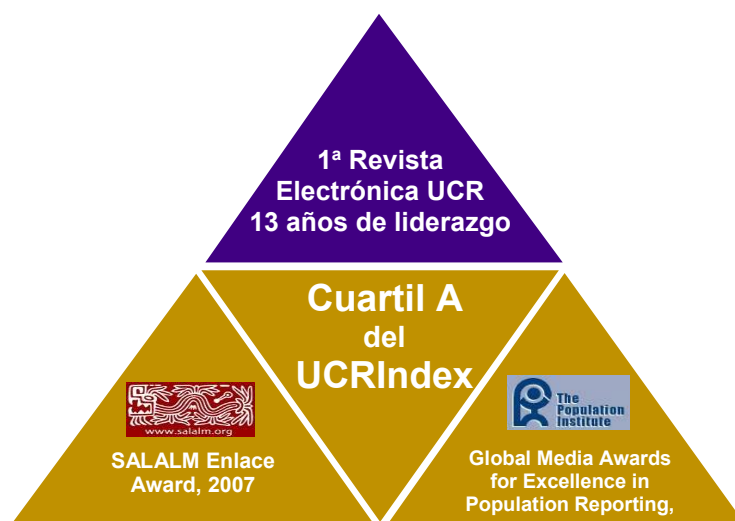 1ª Revista
Electrónica UCR
13 años de liderazgo
Cuartil A
del
UCRIndex
www.salalm.org
SALALM Enlace
Award, 2007
The
Population
Institute
Global Media Awards
for Excellence in
Population Reporting,